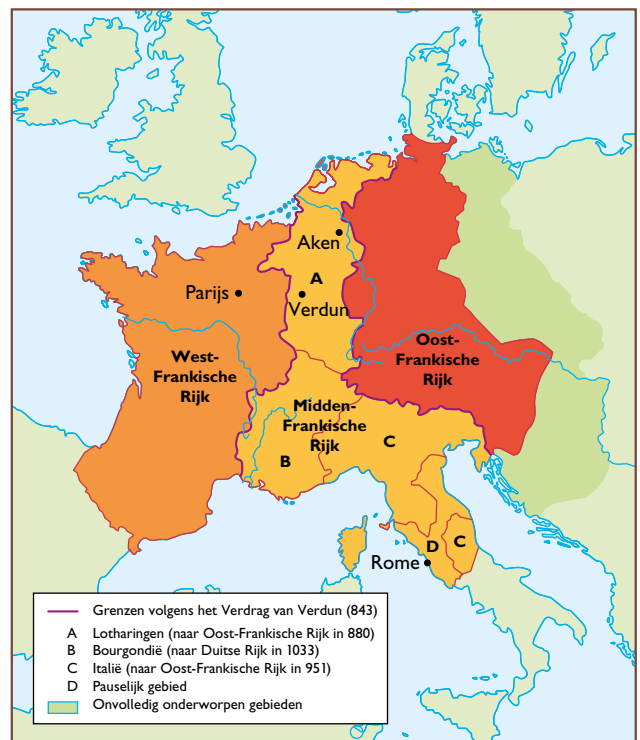 Aken
A
Parijs
Verdun
West-
Frankische
Rijk
Oost-
Frankische
Rijk
Midden-
Frankische
Rijk
B
C
D
C
Rome
Grenzen volgens het Verdrag van Verdun (843)
A Lotharingen (naar Oost-Frankische Rijk in 880)
B Bourgondië (naar Duitse Rijk in 1033)
C Italië (naar Oost-Frankische Rijk in 951)
D Pauselijk gebied
Onvolledig onderworpen gebieden